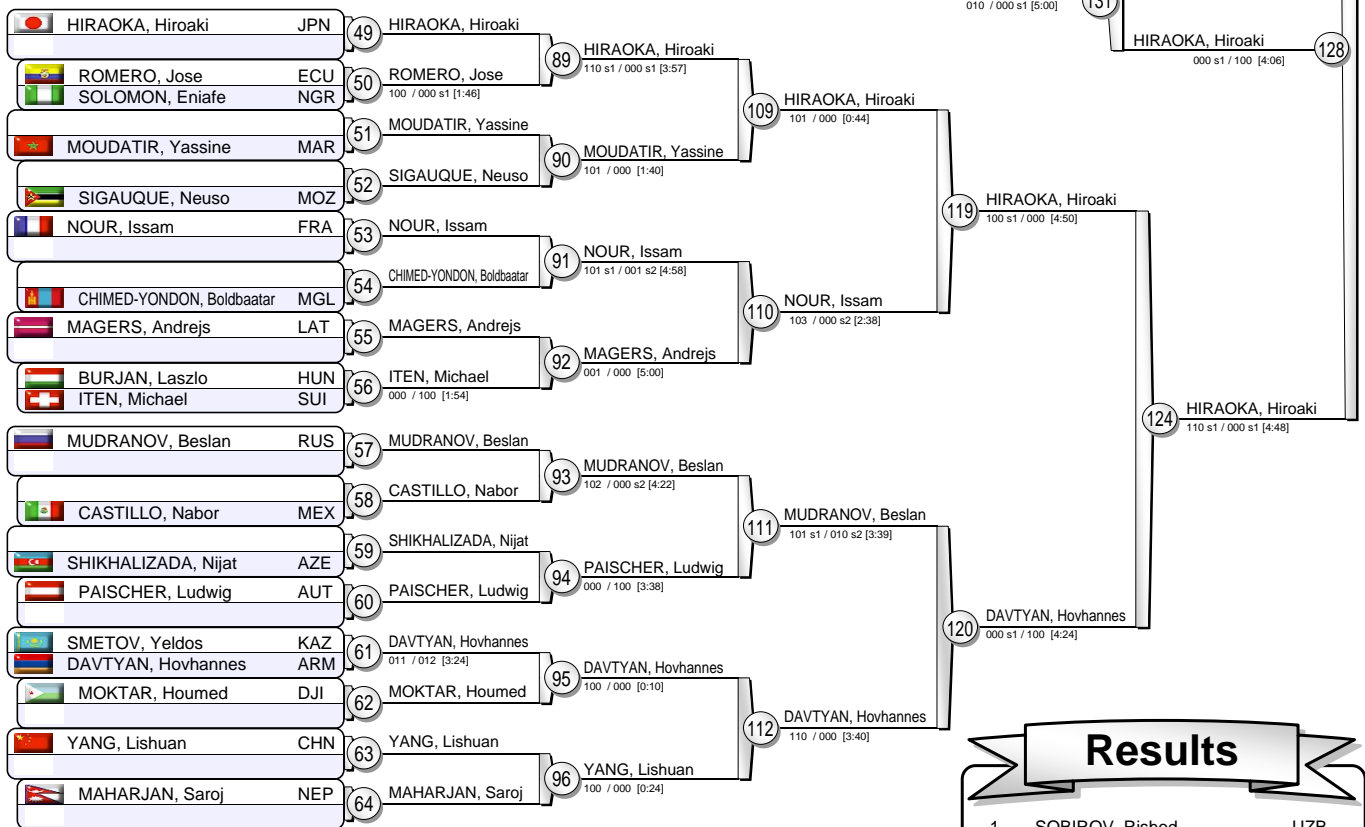 010 / 000 s1 [5:00]
131
HIRAOKA, Hiroaki
000 s1 / 100 [4:06]
128
HIRAOKA, Hiroaki JPN
49
HIRAOKA, Hiroaki
ROMERO, Jose ECU
SOLOMON, Eniafe NGR
50
ROMERO, Jose
100 / 000 s1 [1:46]
MOUDATIR, Yassine MAR
51
MOUDATIR, Yassine
SIGAUQUE, Neuso MOZ
52
SIGAUQUE, Neuso
NOUR, Issam FRA
53
NOUR, Issam
CHIMED-YONDON, Boldbaatar MGL
54
CHIMED-YONDON, Boldbaatar
MAGERS, Andrejs LAT
55
MAGERS, Andrejs
BURJAN, Laszlo HUN
ITEN, Michael SUI
56
ITEN, Michael
000 / 100 [1:54]
MUDRANOV, Beslan RUS
57
MUDRANOV, Beslan
CASTILLO, Nabor MEX
58
CASTILLO, Nabor
SHIKHALIZADA, Nijat AZE
59
SHIKHALIZADA, Nijat
PAISCHER, Ludwig AUT
60
PAISCHER, Ludwig
SMETOV, Yeldos KAZ
DAVTYAN, Hovhannes ARM
61
DAVTYAN, Hovhannes
011 / 012 [3:24]
MOKTAR, Houmed DJI
62
MOKTAR, Houmed
YANG, Lishuan CHN
63
YANG, Lishuan
MAHARJAN, Saroj NEP
64
MAHARJAN, Saroj
89
HIRAOKA, Hiroaki
110 s1 / 000 s1 [3:57]
90
MOUDATIR, Yassine
101 / 000 [1:40]
91
NOUR, Issam
101 s1 / 001 s2 [4:58]
92
MAGERS, Andrejs
001 / 000 [5:00]
93
MUDRANOV, Beslan
102 / 000 s2 [4:22]
94
PAISCHER, Ludwig
000 / 100 [3:38]
95
DAVTYAN, Hovhannes
100 / 000 [0:10]
96
YANG, Lishuan
100 / 000 [0:24]
109
HIRAOKA, Hiroaki
101 / 000 [0:44]
110
NOUR, Issam
103 / 000 s2 [2:38]
111
MUDRANOV, Beslan
101 s1 / 010 s2 [3:39]
112
DAVTYAN, Hovhannes
110 / 000 [3:40]
119
HIRAOKA, Hiroaki
100 s1 / 000 [4:50]
120
DAVTYAN, Hovhannes
000 s1 / 100 [4:24]
124
HIRAOKA, Hiroaki
110 s1 / 000 s1 [4:48]
Results
1 SOBIROV, Rishod UZB